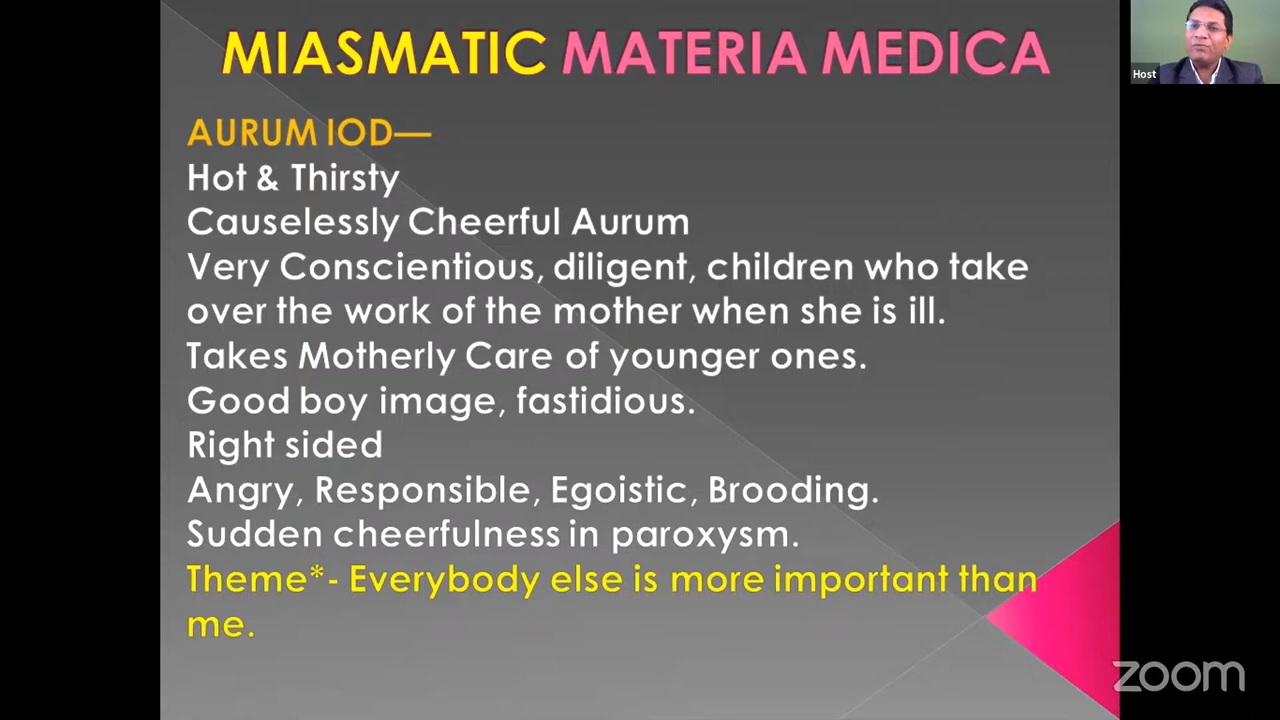 MIASMATIC MATERIA MEDICA
Host
AURUM IOD—
Hot & Thirsty
Causelessly Cheerful Aurum
Very Conscientious, diligent, children who take
over the work of the mother when she is ill.
Takes Motherly Care of younger ones.
Good boy image, fastidious.
Right sided
Angry, Responsible, Egoistic, Brooding.
Sudden cheerfulness in paroxysm.
Theme*- Everybody else is more important than
me.
zoom